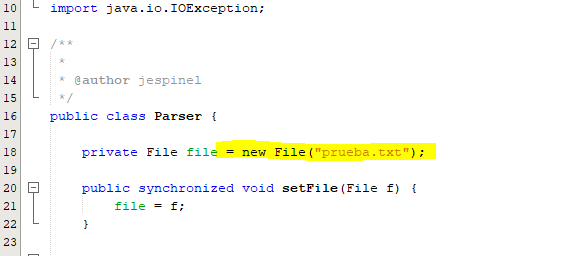 10 import java.io.IOException;
11
12 /**
13 *
14 * @author jespinel
15 */
16 public class Parser {
17
18 private File file = new File("prueba.txt");
19
20 public synchronized void setFile(File f) {
21 file = f;
22 }
23